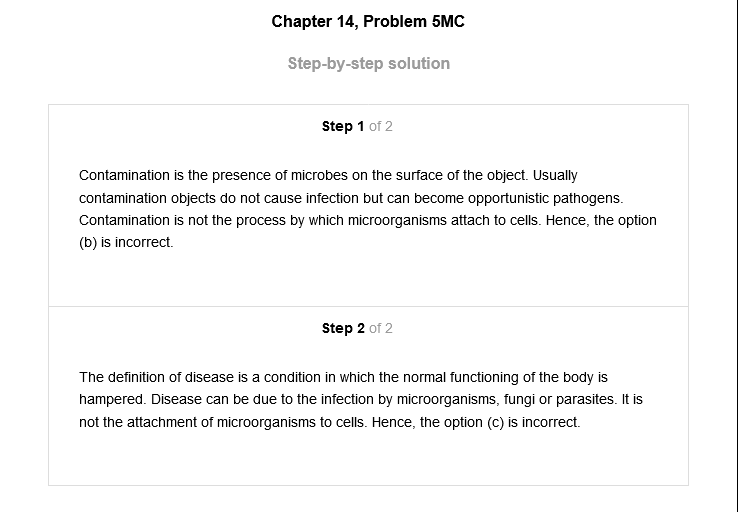 Chapter 14, Problem 5MC
Step-by-step solution
Step 1 of 2
Contamination is the presence of microbes on the surface of the object. Usually
contamination objects do not cause infection but can become opportunistic pathogens.
Contamination is not the process by which microorganisms attach to cells. Hence, the option
(b) is incorrect.
Step 2 of 2
The definition of disease is a condition in which the normal functioning of the body is
hampered. Disease can be due to the infection by microorganisms, fungi or parasites. It is
not the attachment of microorganisms to cells. Hence, the option (c) is incorrect.